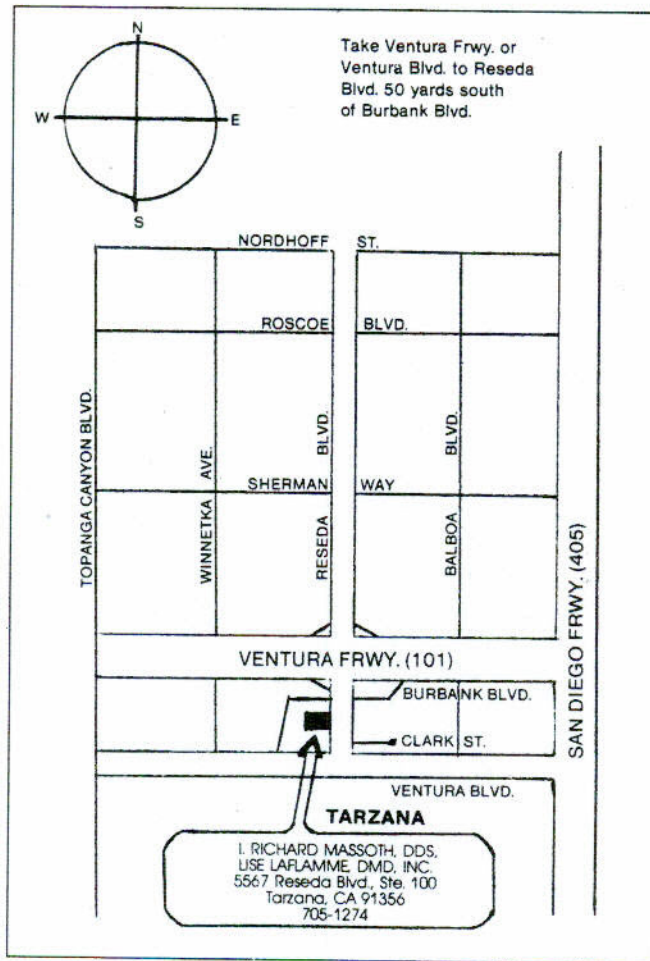 N
W E
S
Take Ventura Frwy. or
Ventura Blvd. to Reseda
Blvd. 50 yards south
of Burbank Blvd.
NORDHOFF ST.
ROSCOE BLVD.
TOPANGA CANYON BLVD.
WINNETKA AVE.
RESEDA BLVD.
BALBOA BLVD.
SHERMAN WAY
SAN DIEGO FRWY. (405)
VENTURA FRWY. (101)
BURBANK BLVD.
CLARK ST.
VENTURA BLVD.
TARZANA
I. RICHARD MASSOTH, DDS,
LISE LAFLAMME, DMD, INC.
5567 Reseda Blvd., Ste. 100
Tarzana, CA 91356
705-1274